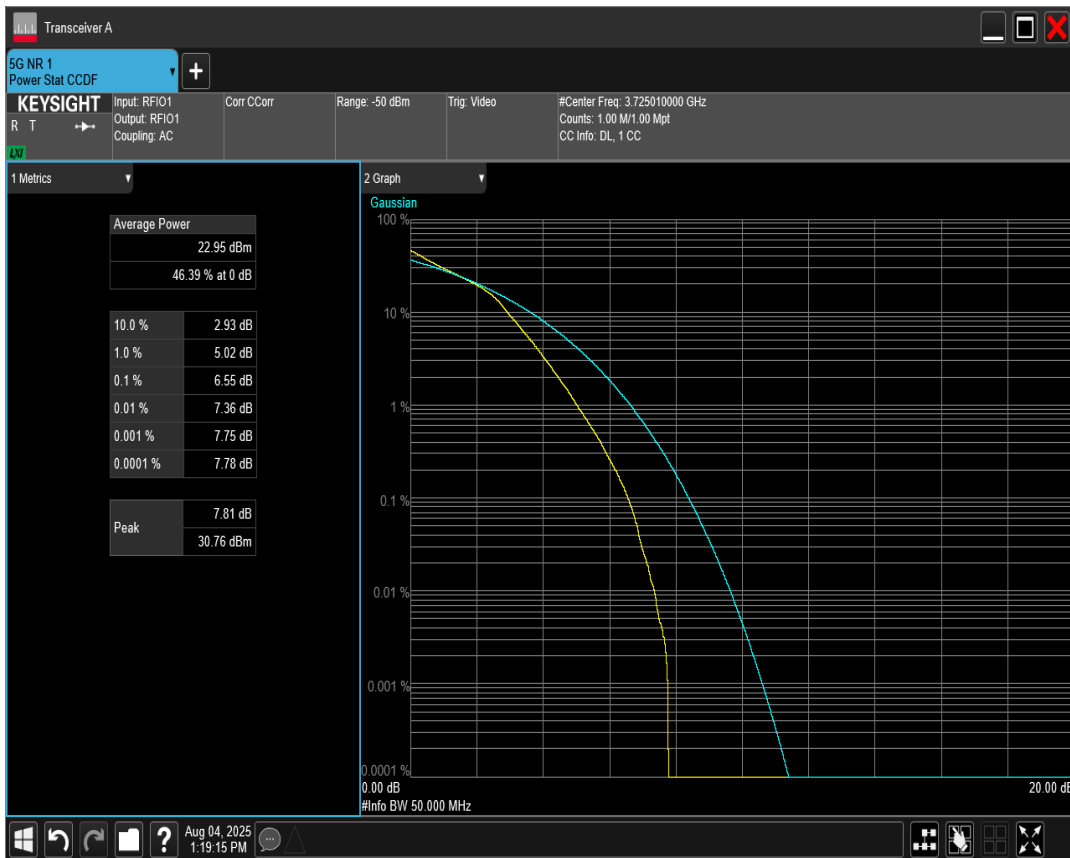 Transceiver A
5G NR 1
Power Stat CCDF
KEYSIGHT
R T
LXI
Input: RFIO1
Output: RFIO1
Coupling: AC
Corr CCorr
Range: -50 dBm
Trig: Video
#Center Freq: 3.725010000 GHz
Counts: 1.00 M/1.00 Mpt
CC Info: DL, 1 CC
1 Metrics
Average Power
22.95 dBm
46.39 % at 0 dB
10.0 % 2.93 dB
1.0 % 5.02 dB
0.1 % 6.55 dB
0.01 % 7.36 dB
0.001 % 7.75 dB
0.0001 % 7.78 dB
Peak
7.81 dB
30.76 dBm
2 Graph
Gaussian
100 %
10 %
1 %
0.1 %
0.01 %
0.001 %
0.0001 %
0.00 dB 20.00 dB
#Info BW 50.000 MHz
?
Aug 04, 2025
1:19:15 PM